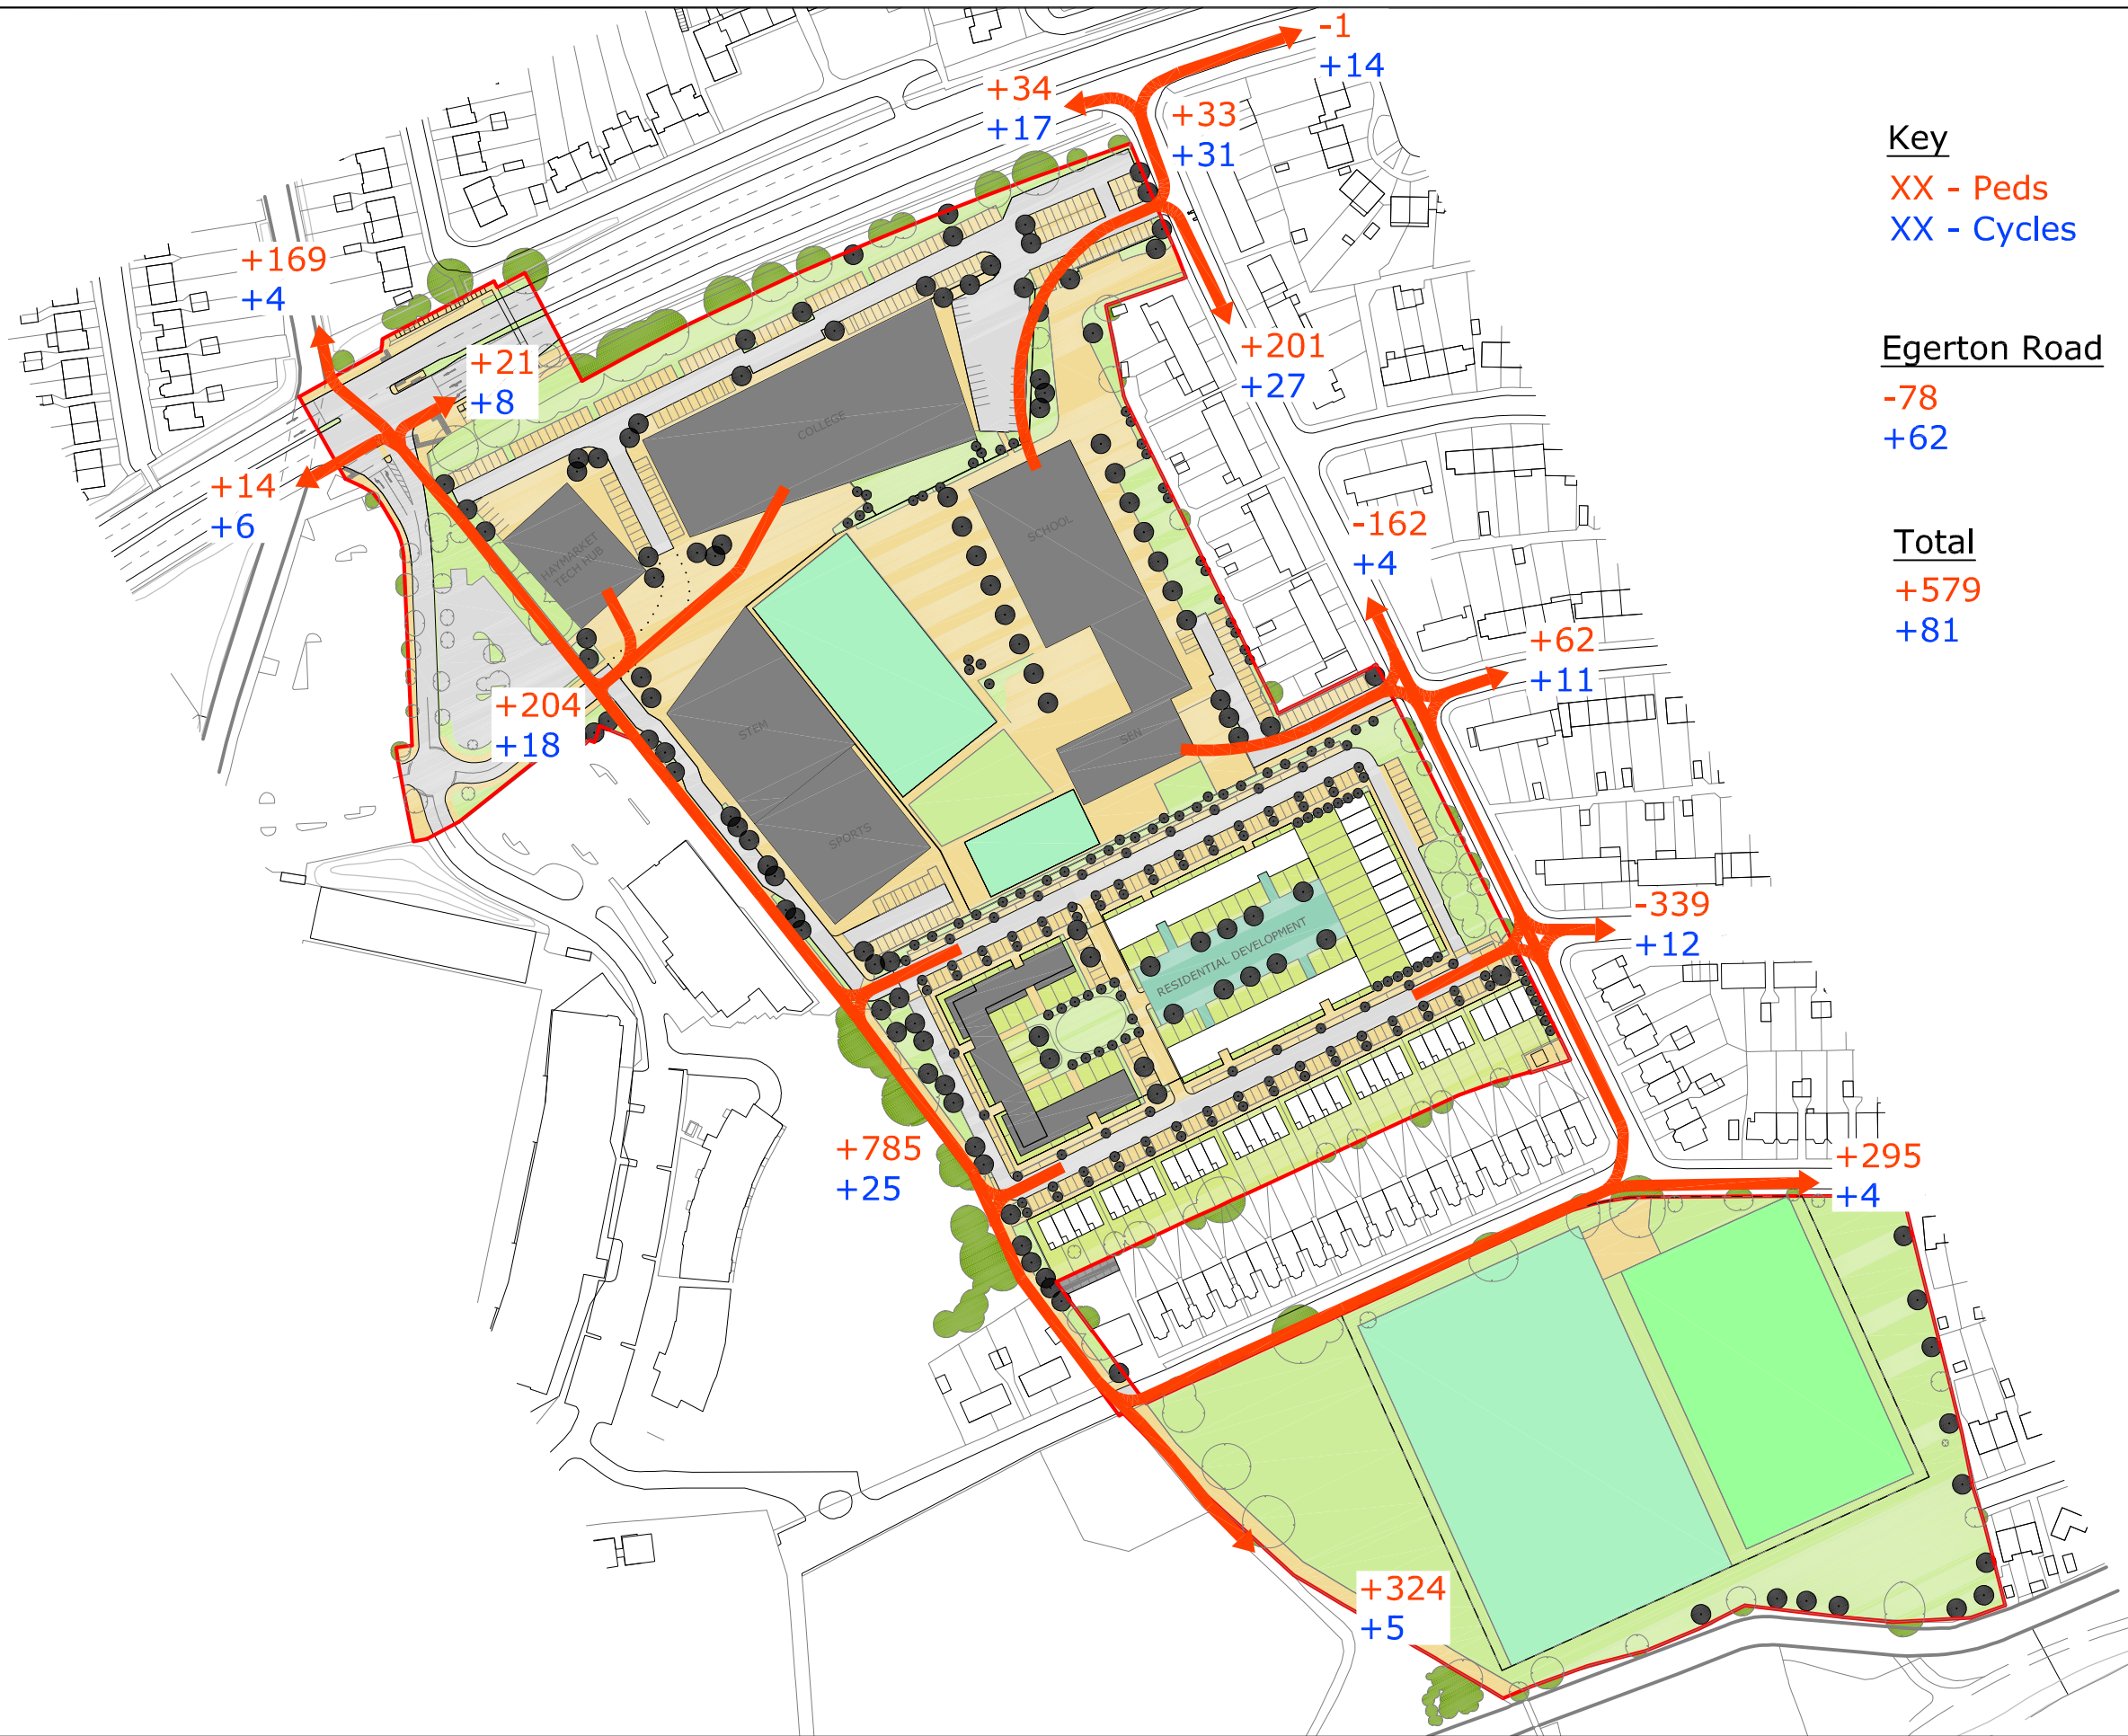 -1
+14
+34
+17
+33
+31
Key
XX - Peds
XX - Cycles
+169
+4
+21
+8
+201
+27
Egerton Road
-78
+62
COLLEGE
+14
+6
HAYMARKET
TECH HUB
SCHOOL
-162
+4
Total
+579
+81
+62
+11
+204
+18
STEM
SEN
SPORTS
-339
+12
RESIDENTIAL DEVELOPMENT
+785
+25
+295
+4
+324
+5